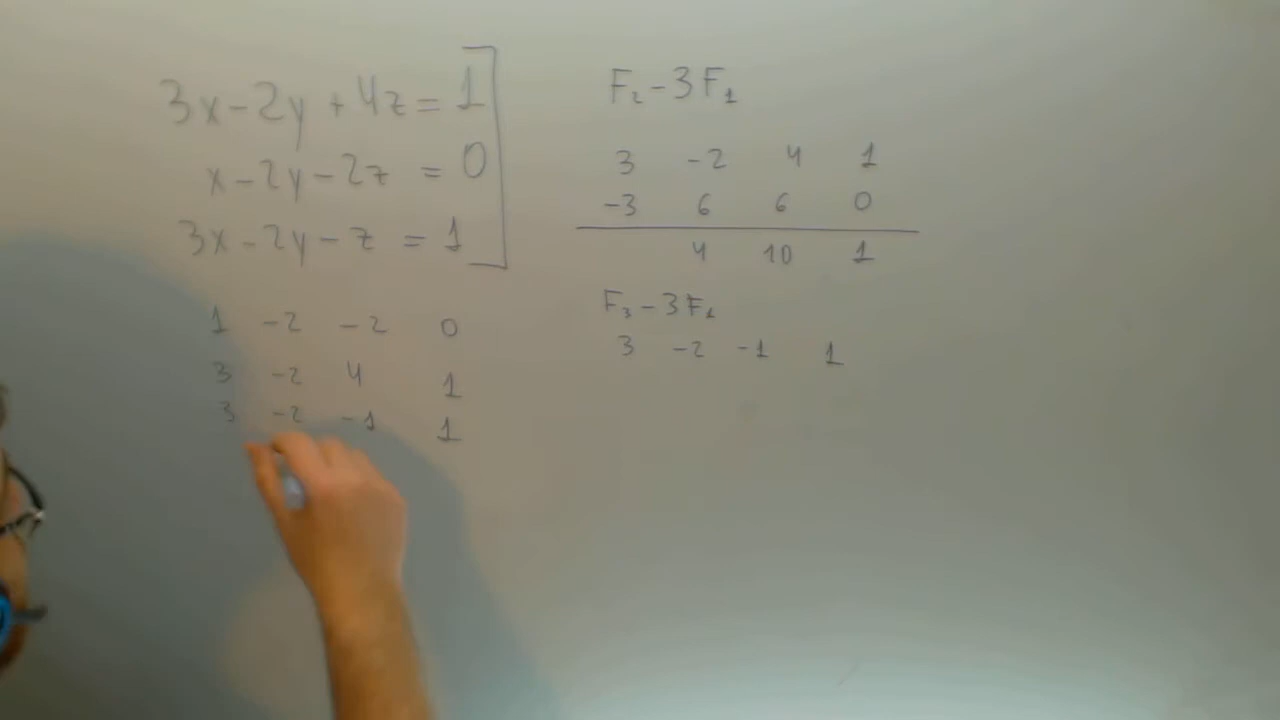 3x-2y+4z=1
x-2y-2z=0
3x-2y-z=1
1 -2 -2 0
3 -2 4 1
3 -2 -1 1
F₂-3F₁
3 -2 4 1
-3 6 6 0
4 10 1
F₃-3F₁
3 -2 -1 1